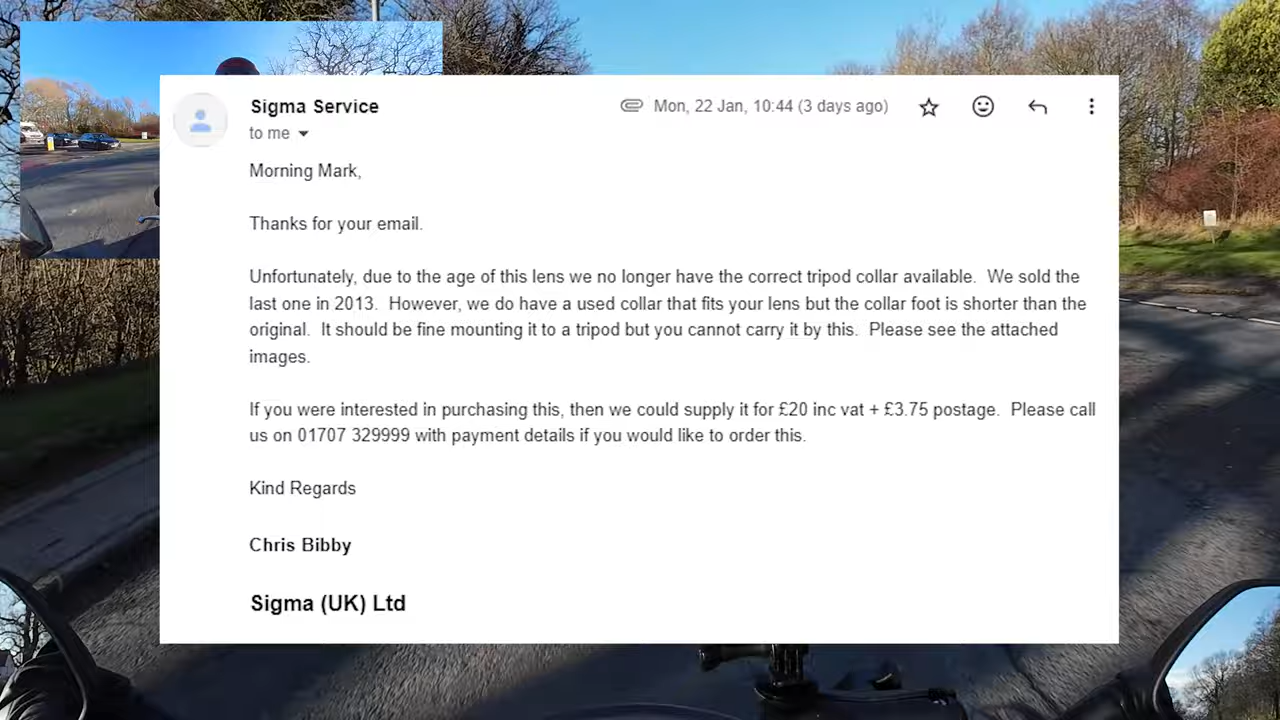 Sigma Service
Mon, 22 Jan, 10:44 (3 days ago)
to me
Morning Mark,
Thanks for your email.
Unfortunately, due to the age of this lens we no longer have the correct tripod collar available.  We sold the
last one in 2013.  However, we do have a used collar that fits your lens but the collar foot is shorter than the
original.  It should be fine mounting it to a tripod but you cannot carry it by this.  Please see the attached
images.
If you were interested in purchasing this, then we could supply it for £20 inc vat + £3.75 postage.  Please call
us on 01707 329999 with payment details if you would like to order this.
Kind Regards
Chris Bibby
Sigma (UK) Ltd